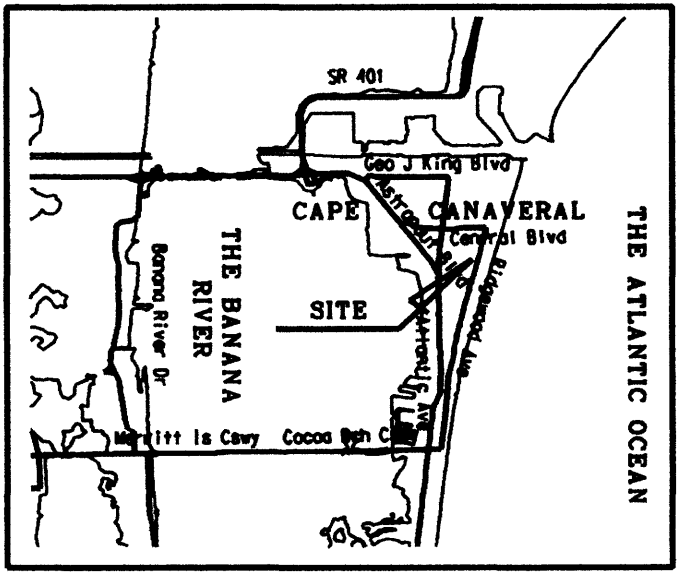 SR 401
Geo J King Blvd
CAPE CANAVERAL
Astronaut Blvd
Central Blvd
Ridgewood Ave
THE ATLANTIC OCEAN
Banana River Dr
THE BANANA
RIVER
SITE
Atlantic Ave
Merritt Is Cswy
Cocoa Bch